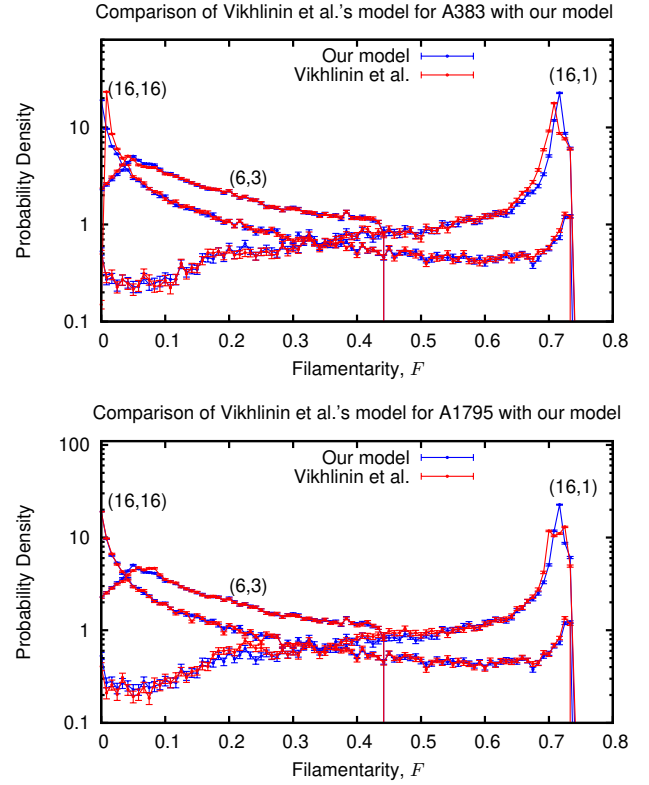 Comparison of Vikhlinin et al.'s model for A383 with our model
Our model
Vikhlinin et al.
(16,16)
(16,1)
(6,3)
Probability Density
10
1
0.1
0 0.1 0.2 0.3 0.4 0.5 0.6 0.7 0.8
Filamentarity, F
Comparison of Vikhlinin et al.'s model for A1795 with our model
Our model
Vikhlinin et al.
(16,16)
(16,1)
(6,3)
Probability Density
100
10
1
0.1
0 0.1 0.2 0.3 0.4 0.5 0.6 0.7 0.8
Filamentarity, F